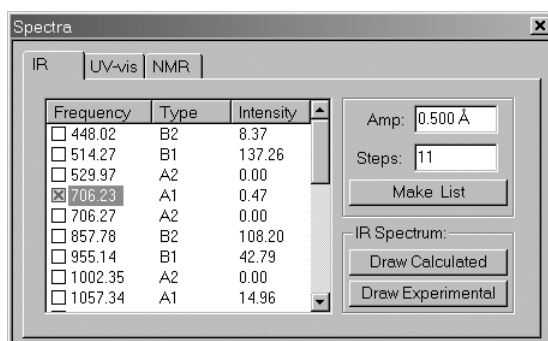 Spectra
IR UV-vis NMR
Frequency Type Intensity
448.02 B2 8.37
514.27 B1 137.26
529.97 A2 0.00
706.23 A1 0.47
706.27 A2 0.00
857.78 B2 108.20
955.14 B1 42.79
1002.35 A2 0.00
1057.34 A1 14.96
Amp: 0.500 Å
Steps: 11
Make List
IR Spectrum:
Draw Calculated
Draw Experimental